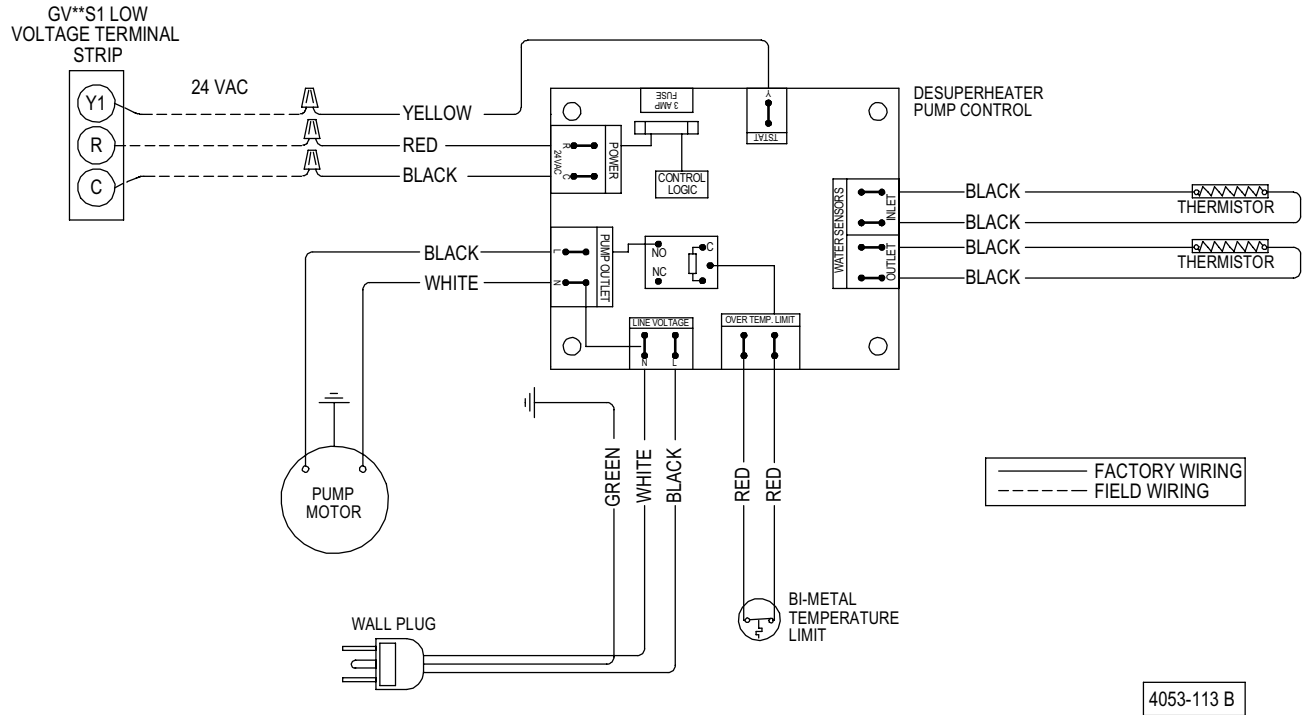 GV**S1 LOW
VOLTAGE TERMINAL
STRIP
24 VAC
Y1
R
C
YELLOW
RED
BLACK
3 AMP
FUSE
Y
TSTAT
DESUPERHEATER
PUMP CONTROL
R
C
24VAC
POWER
CONTROL
LOGIC
BLACK
WHITE
L
N
PUMP OUTLET
NO
NC
C
WATER SENSORS
INLET
OUTLET
BLACK
BLACK
THERMISTOR
BLACK
BLACK
THERMISTOR
LINE VOLTAGE
N
L
OVER TEMP. LIMIT
GREEN
WHITE
BLACK
RED
RED
PUMP
MOTOR
FACTORY WIRING
FIELD WIRING
BI-METAL
TEMPERATURE
LIMIT
WALL PLUG
4053-113 B